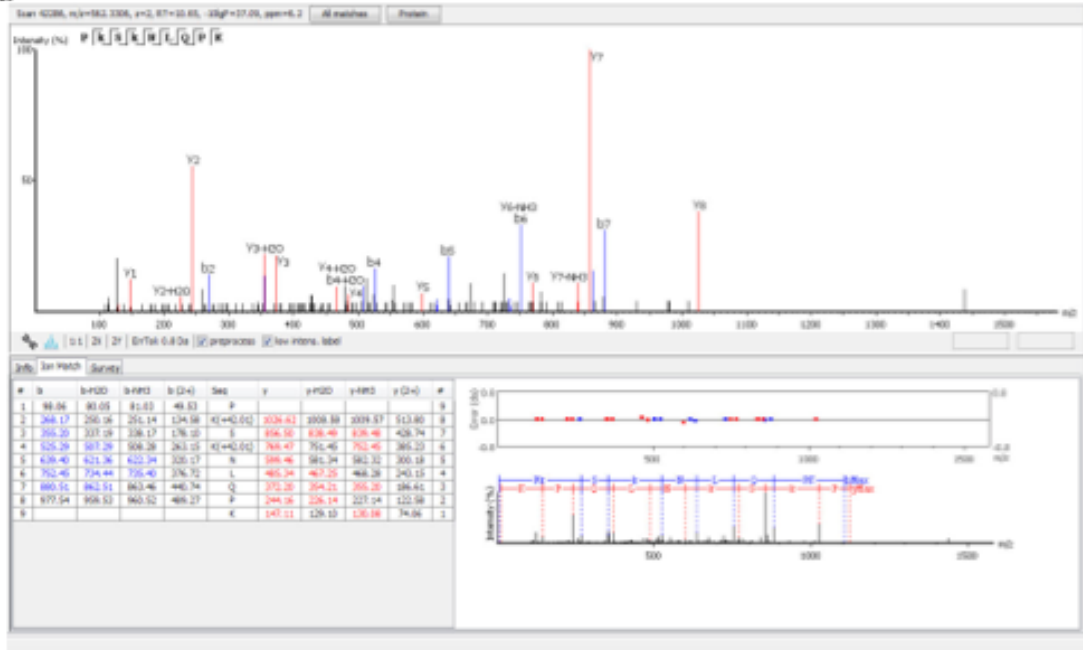 Scan 42286, m/z=562.3306, z=2, RT=10.65, -10lgP=37.00, ppm=6.2 All matches Protein
Intensity (%) P k S k N L Q P K
100
Y7
Y2
50
Y8
Y6-NH3
b6
b7
Y3-H2O
Y3
b5
b4
b2
Y1
Y2-H2O
Y4-H2O
b4-H2O
Y4
Y5
Y6
Y7-NH3
100 200 300 400 500 600 700 800 900 1000 1100 1200 1300 1400 1500 m/z
1:1 2X 2Y ErrTol: 0.8 Da preprocess low intens. label
Info Ion Match Survey
# b b-H2O b-NH3 b (2+) Seq y y-H2O y-NH3 y (2+) #
1 98.06 80.05 81.03 49.53 P 9
2 268.17 250.16 251.14 134.58 K(+42.01) 1026.62 1008.59 1009.57 513.80 8
3 355.20 337.19 338.17 178.10 S 856.50 838.49 839.48 428.74 7
4 525.29 507.29 508.28 263.15 K(+42.01) 769.47 751.45 752.45 385.23 6
5 639.40 621.36 622.34 320.17 N 599.46 581.34 582.32 300.18 5
6 752.45 734.44 735.40 376.72 L 485.34 467.25 468.28 243.15 4
7 880.51 862.51 863.46 440.74 Q 372.20 354.21 355.20 186.61 3
8 977.54 959.53 960.52 489.27 P 244.16 226.14 227.14 122.58 2
9 K 147.11 129.10 130.08 74.06 1
Error (Da)
0.0
500 1500 m/z
Intensity (%)
500 1000 1500 m/z